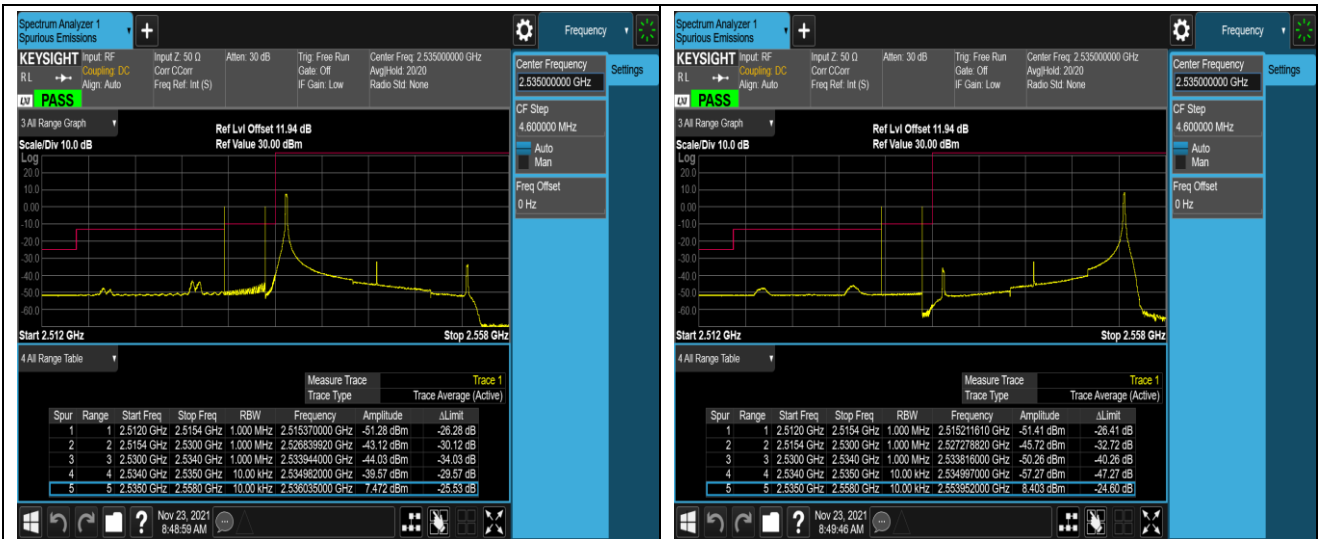 Spectrum Analyzer 1
Spurious Emissions
+
Frequency
KEYSIGHT Input: RF Input Z: 50 Ω Atten: 30 dB Trig: Free Run Center Freq: 2.535000000 GHz
RL Coupling: DC Corr CCorr Gate: Off Avg|Hold: 20/20
Align: Auto Freq Ref: Int (S) IF Gain: Low Radio Std: None
LXI PASS
Center Frequency
2.535000000 GHz
Settings
CF Step
4.600000 MHz
Auto
Man
Freq Offset
0 Hz
3 All Range Graph
Ref Lvl Offset 11.94 dB
Scale/Div 10.0 dB Ref Value 30.00 dBm
Log
20.0
10.0
0.00
-10.0
-20.0
-30.0
-40.0
-50.0
-60.0
Start 2.512 GHz Stop 2.558 GHz
4 All Range Table
Measure Trace Trace 1
Trace Type Trace Average (Active)
Spur Range Start Freq Stop Freq RBW Frequency Amplitude ΔLimit
1 1 2.5120 GHz 2.5154 GHz 1.000 MHz 2.515370000 GHz -51.28 dBm -26.28 dB
2 2 2.5154 GHz 2.5300 GHz 1.000 MHz 2.526839920 GHz -43.12 dBm -30.12 dB
3 3 2.5300 GHz 2.5340 GHz 1.000 MHz 2.533944000 GHz -44.03 dBm -34.03 dB
4 4 2.5340 GHz 2.5350 GHz 10.00 kHz 2.534982000 GHz -39.57 dBm -29.57 dB
5 5 2.5350 GHz 2.5580 GHz 10.00 kHz 2.536035000 GHz 7.472 dBm -25.53 dB
?
Nov 23, 2021
8:48:59 AM
Spectrum Analyzer 1
Spurious Emissions
+
Frequency
KEYSIGHT Input: RF Input Z: 50 Ω Atten: 30 dB Trig: Free Run Center Freq: 2.535000000 GHz
RL Coupling: DC Corr CCorr Gate: Off Avg|Hold: 20/20
Align: Auto Freq Ref: Int (S) IF Gain: Low Radio Std: None
LXI PASS
Center Frequency
2.535000000 GHz
Settings
CF Step
4.600000 MHz
Auto
Man
Freq Offset
0 Hz
3 All Range Graph
Ref Lvl Offset 11.94 dB
Scale/Div 10.0 dB Ref Value 30.00 dBm
Log
20.0
10.0
0.00
-10.0
-20.0
-30.0
-40.0
-50.0
-60.0
Start 2.512 GHz Stop 2.558 GHz
4 All Range Table
Measure Trace Trace 1
Trace Type Trace Average (Active)
Spur Range Start Freq Stop Freq RBW Frequency Amplitude ΔLimit
1 1 2.5120 GHz 2.5154 GHz 1.000 MHz 2.515211610 GHz -51.41 dBm -26.41 dB
2 2 2.5154 GHz 2.5300 GHz 1.000 MHz 2.527278820 GHz -45.72 dBm -32.72 dB
3 3 2.5300 GHz 2.5340 GHz 1.000 MHz 2.533816000 GHz -50.26 dBm -40.26 dB
4 4 2.5340 GHz 2.5350 GHz 10.00 kHz 2.534997000 GHz -57.27 dBm -47.27 dB
5 5 2.5350 GHz 2.5580 GHz 10.00 kHz 2.553952000 GHz 8.403 dBm -24.60 dB
?
Nov 23, 2021
8:49:46 AM